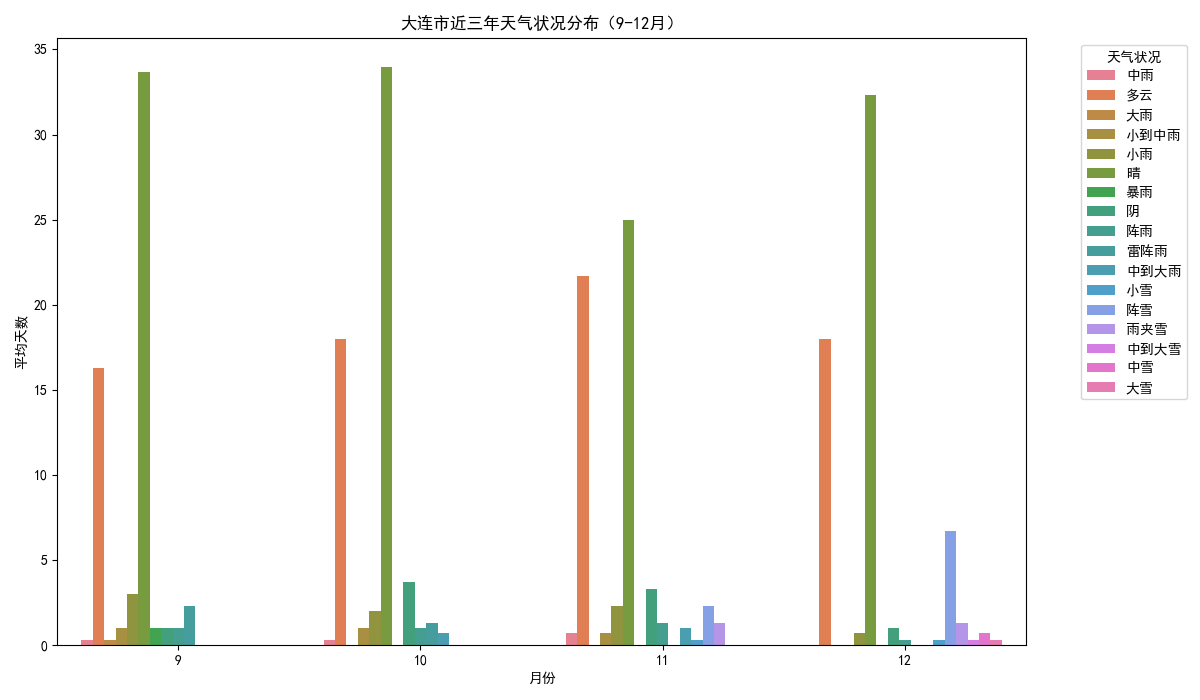 大连市近三年天气状况分布（9-12月）
35
30
25
20
15
10
5
0
平均天数
9
10
11
12
月份
天气状况
中雨
多云
大雨
小到中雨
小雨
晴
暴雨
阴
阵雨
雷阵雨
中到大雨
小雪
阵雪
雨夹雪
中到大雪
中雪
大雪